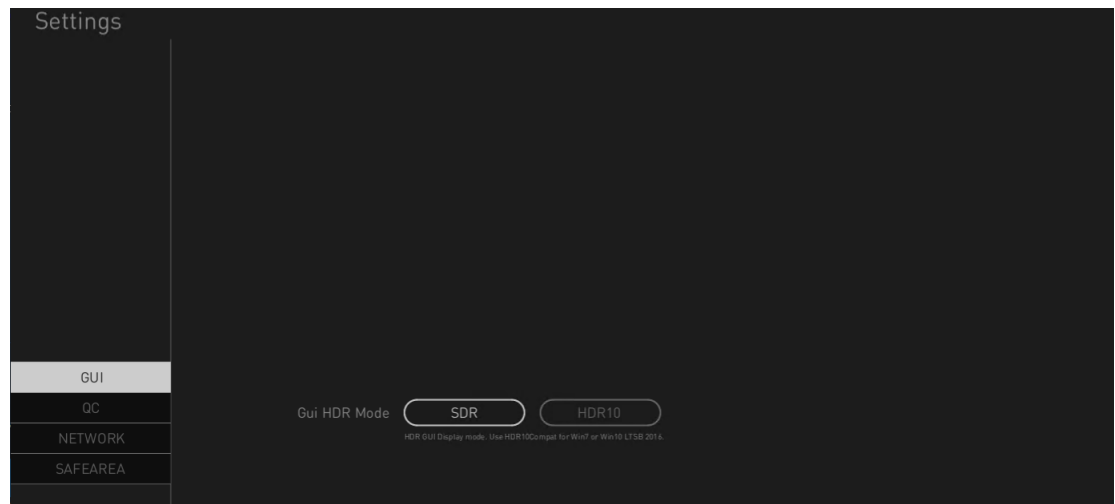 Settings
GUI
QC
NETWORK
SAFEAREA
Gui HDR Mode SDR HDR10
HDR GUI Display mode. Use HDR10Compat for Win7 or Win10 LTSB 2016.